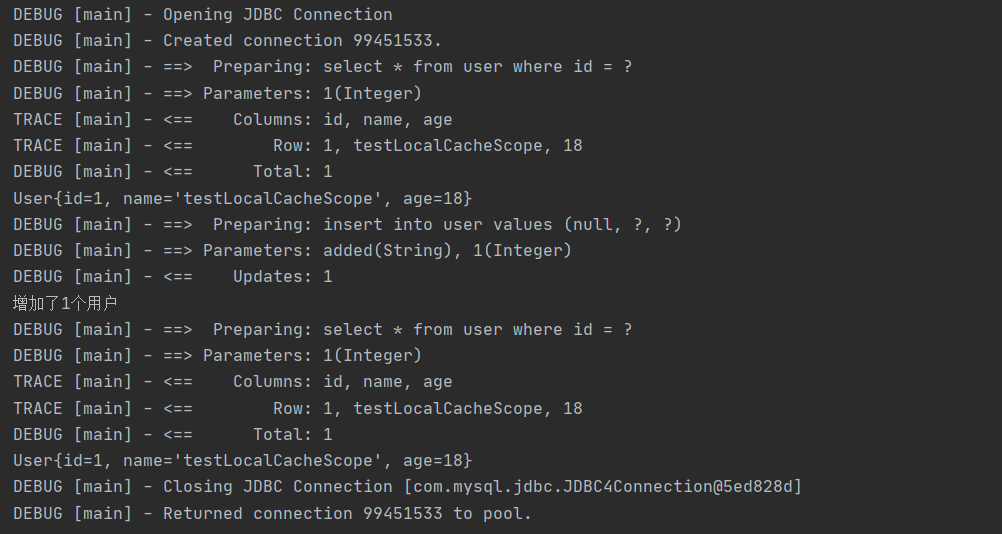 DEBUG [main] - Opening JDBC Connection
DEBUG [main] - Created connection 99451533.
DEBUG [main] - ==>  Preparing: select * from user where id = ?
DEBUG [main] - ==> Parameters: 1(Integer)
TRACE [main] - <==    Columns: id, name, age
TRACE [main] - <==        Row: 1, testLocalCacheScope, 18
DEBUG [main] - <==      Total: 1
User{id=1, name='testLocalCacheScope', age=18}
DEBUG [main] - ==>  Preparing: insert into user values (null, ?, ?)
DEBUG [main] - ==> Parameters: added(String), 1(Integer)
DEBUG [main] - <==    Updates: 1
增加了1个用户
DEBUG [main] - ==>  Preparing: select * from user where id = ?
DEBUG [main] - ==> Parameters: 1(Integer)
TRACE [main] - <==    Columns: id, name, age
TRACE [main] - <==        Row: 1, testLocalCacheScope, 18
DEBUG [main] - <==      Total: 1
User{id=1, name='testLocalCacheScope', age=18}
DEBUG [main] - Closing JDBC Connection [com.mysql.jdbc.JDBC4Connection@5ed828d]
DEBUG [main] - Returned connection 99451533 to pool.